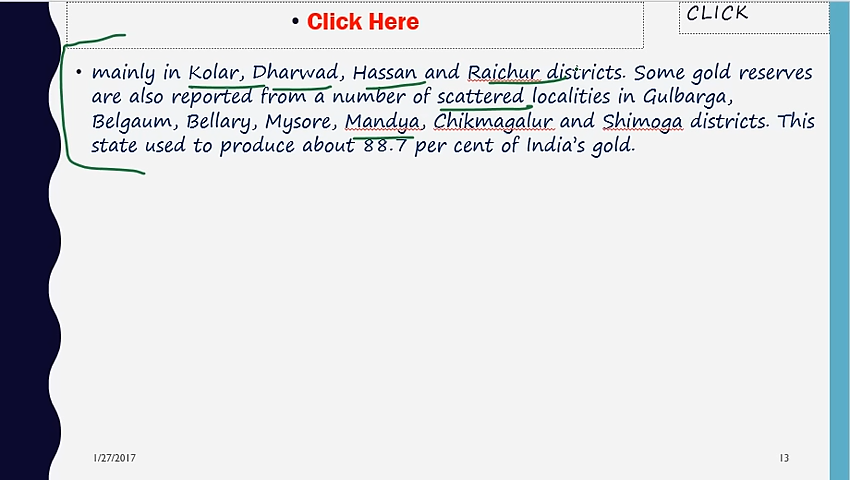 • Click Here
CLICK
• mainly in Kolar, Dharwad, Hassan and Raichur districts. Some gold reserves
are also reported from a number of scattered localities in Gulbarga,
Belgaum, Bellary, Mysore, Mandya, Chikmagalur and Shimoga districts. This
state used to produce about 88.7 per cent of India's gold.
1/27/2017
13